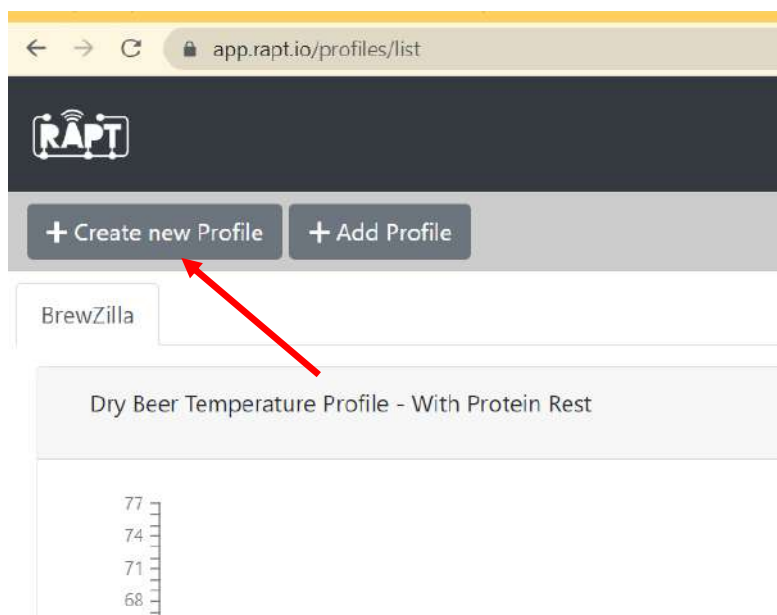 app.rapt.io/profiles/list
RAPT
+ Create new Profile + Add Profile
BrewZilla
Dry Beer Temperature Profile - With Protein Rest
77
74
71
68